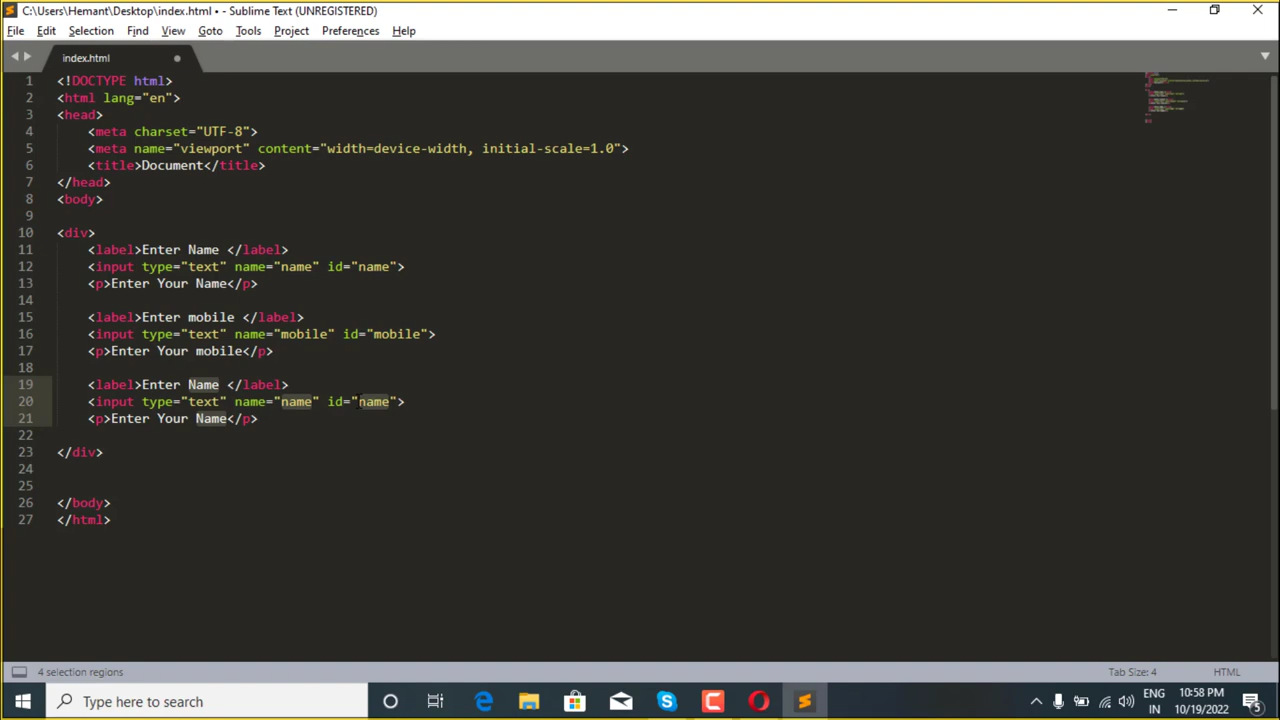 C:\Users\Hemant\Desktop\index.html • - Sublime Text (UNREGISTERED)
File Edit Selection Find View Goto Tools Project Preferences Help
index.html
1 <!DOCTYPE html>
2 <html lang="en">
3 <head>
4 <meta charset="UTF-8">
5 <meta name="viewport" content="width=device-width, initial-scale=1.0">
6 <title>Document</title>
7 </head>
8 <body>
9
10 <div>
11 <label>Enter Name </label>
12 <input type="text" name="name" id="name">
13 <p>Enter Your Name</p>
14
15 <label>Enter mobile </label>
16 <input type="text" name="mobile" id="mobile">
17 <p>Enter Your mobile</p>
18
19 <label>Enter Name </label>
20 <input type="text" name="name" id="name">
21 <p>Enter Your Name</p>
22
23 </div>
24
25
26 </body>
27 </html>
4 selection regions Tab Size: 4 HTML
Type here to search
ENG 10:58 PM
IN 10/19/2022 5